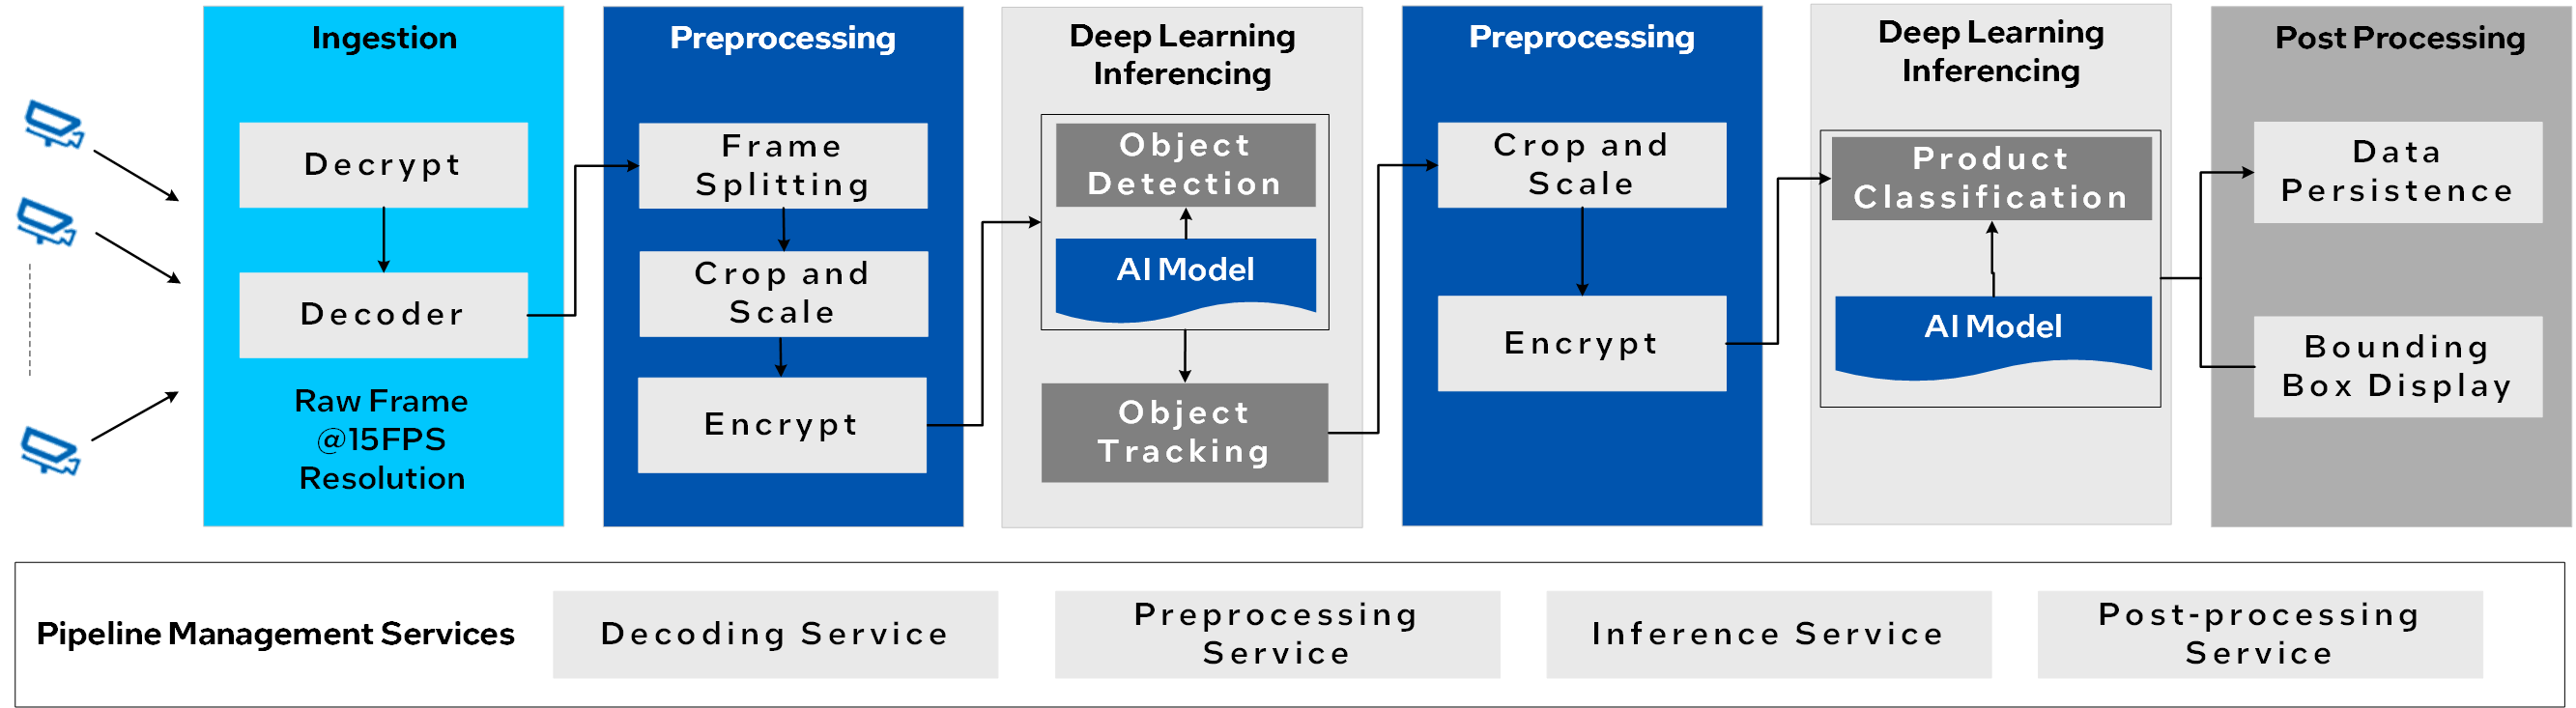 Ingestion
Decrypt
Decoder
Raw Frame
@15FPS
Resolution
Preprocessing
Frame
Splitting
Crop and
Scale
Encrypt
Deep Learning
Inferencing
Object
Detection
AI Model
Object
Tracking
Preprocessing
Crop and
Scale
Encrypt
Deep Learning
Inferencing
Product
Classification
AI Model
Post Processing
Data
Persistence
Bounding
Box Display
Pipeline Management Services
Decoding Service
Preprocessing
Service
Inference Service
Post-processing
Service